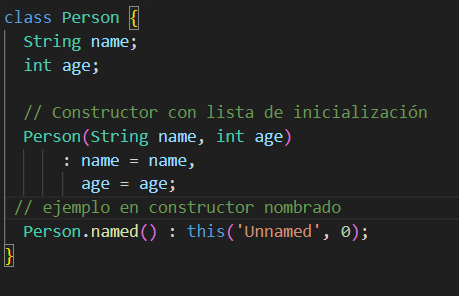 class Person {
  String name;
  int age;

  // Constructor con lista de inicialización
  Person(String name, int age)
      : name = name,
        age = age;
 // ejemplo en constructor nombrado
  Person.named() : this('Unnamed', 0);
}